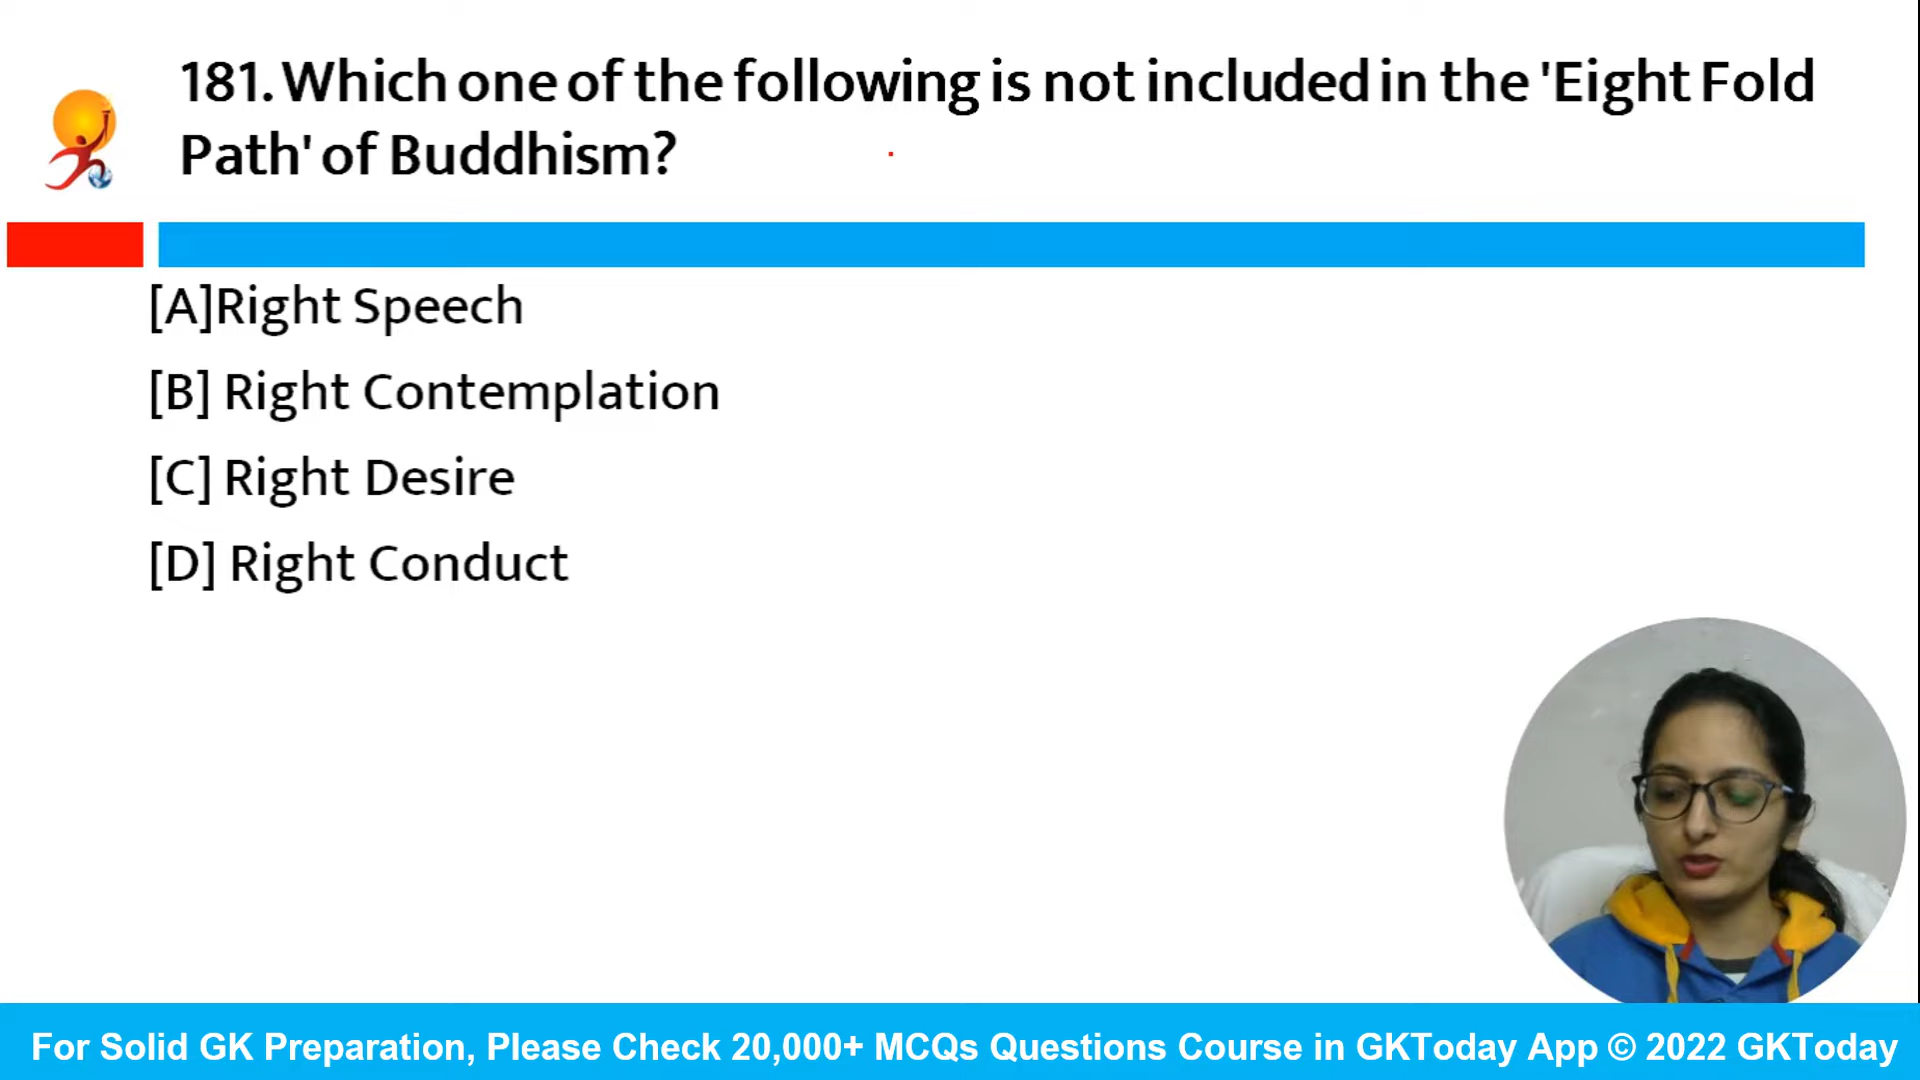 181. Which one of the following is not included in the 'Eight Fold
Path' of Buddhism?
[A]Right Speech
[B] Right Contemplation
[C] Right Desire
[D] Right Conduct
For Solid GK Preparation, Please Check 20,000+ MCQs Questions Course in GKToday App © 2022 GKToday